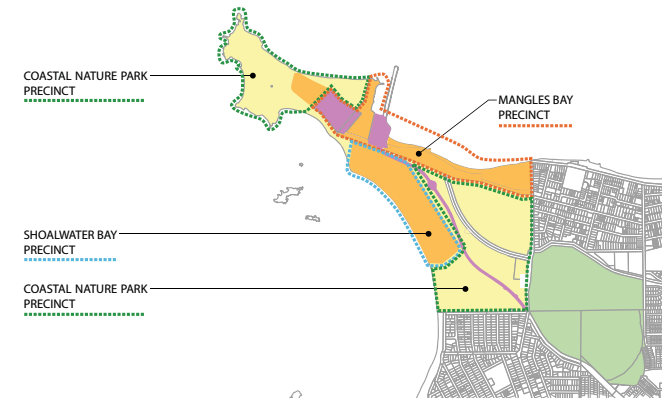 COASTAL NATURE PARK
PRECINCT
MANGLES BAY
PRECINCT
SHOALWATER BAY
PRECINCT
COASTAL NATURE PARK
PRECINCT